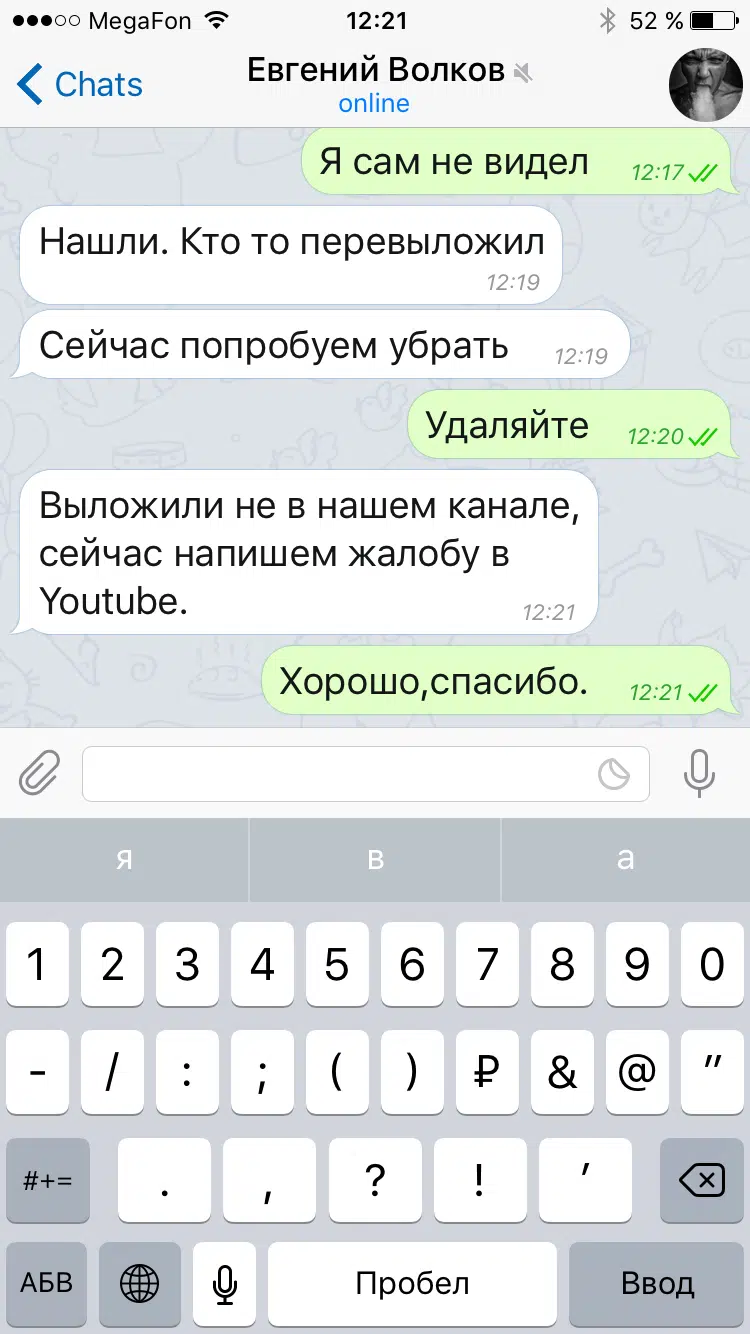 MegaFon 12:21 52 %
Chats Евгений Волков
online
Я сам не видел 12:17
Нашли. Кто то перевыложил
12:19
Сейчас попробуем убрать 12:19
Удаляйте 12:20
Выложили не в нашем канале,
сейчас напишем жалобу в
Youtube. 12:21
Хорошо,спасибо. 12:21
я в а
1 2 3 4 5 6 7 8 9 0
- / : ; ( ) ₽ & @ "
#+= . , ? ! ’
АБВ Пробел Ввод